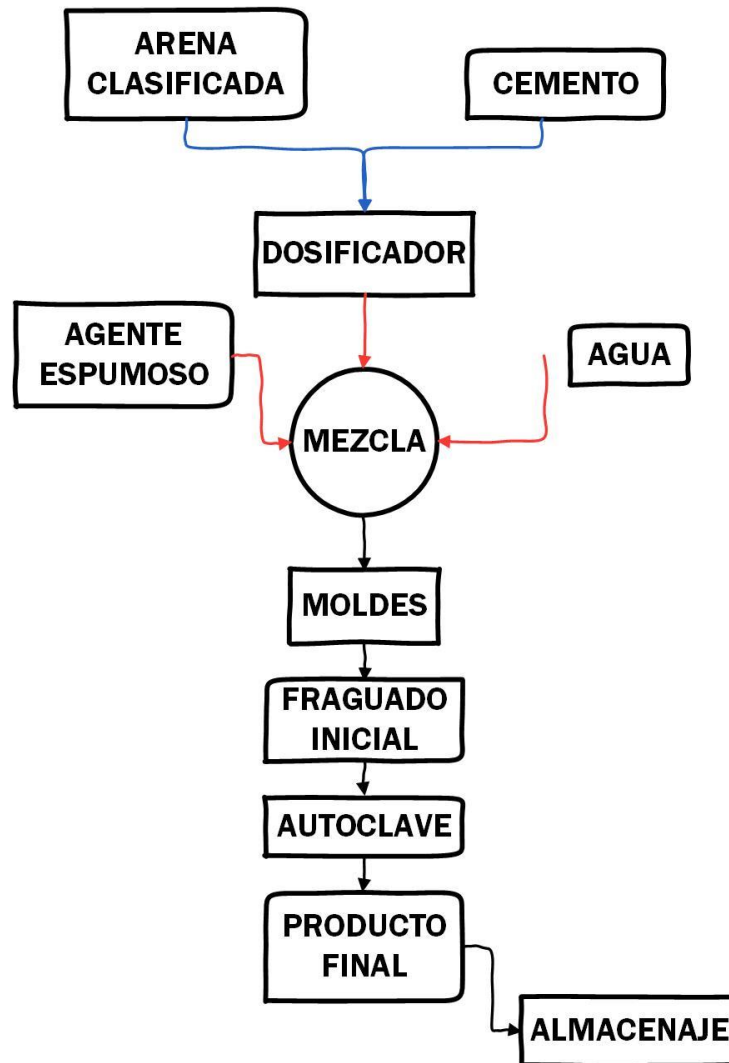 ARENA
CLASIFICADA
CEMENTO
DOSIFICADOR
AGENTE
ESPUMOSO
AGUA
MEZCLA
MOLDES
FRAGUADO
INICIAL
AUTOCLAVE
PRODUCTO
FINAL
ALMACENAJE